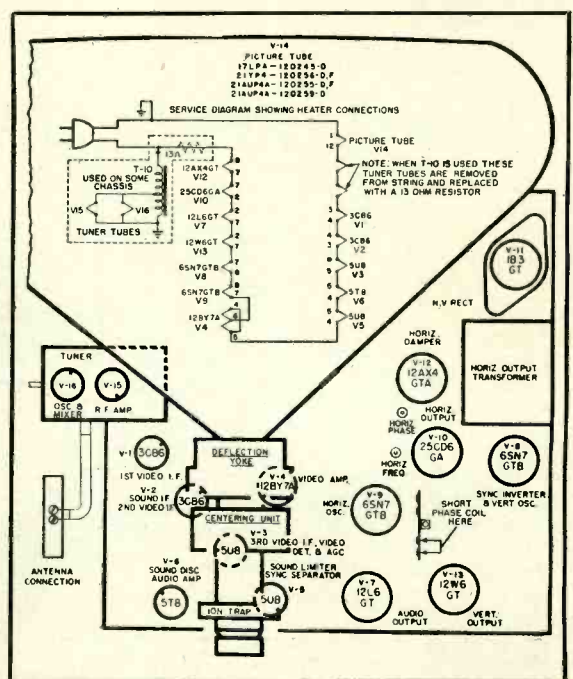 V-14
PICTURE TUBE
17LP4-120245-D
21YP4-120256-D,F
21AUP4A-120255-D,F
21AUP4A-120259-D
SERVICE DIAGRAM SHOWING HEATER CONNECTIONS
13Λ
T-10
USED ON SOME
CHASSIS
V15
V16
TUNER TUBES
12AX4GT
V12
25CD6GA
V10
12L6GT
V7
12W6GT
V13
6SN7GTB
V8
6SN7GTB
V9
12BY7A
V4
PICTURE TUBE
V14
NOTE: WHEN T-10 IS USED THESE
TUNER TUBES ARE REMOVED
FROM STRING AND REPLACED
WITH A 13 OHM RESISTOR
3CB6
V1
3CB6
V2
5U8
V3
5T8
V6
5U8
V5
V-11
1B3
GT
H.V RECT
TUNER
V-16
V-15
OSC &
MIXER
R F AMP.
ANTENNA
CONNECTION
V-1
3CB6
1ST VIDEO I.F.
V-2
SOUND I.F.
2ND VIDEO I.F.
3CB6
DEFLECTION
YOKE
V-4
12BY7A
VIDEO AMP.
CENTERING UNIT
V-3
3RD VIDEO I.F, VIDEO
DET. & AGC
5U8
V-6
SOUND DISC
AUDIO AMP
5T8
SOUND LIMITER
SYNC SEPARATOR
V-5
5U8
ION TRAP
HORIZ.
DAMPER
V-12
12AX4
GTA
HORIZ OUTPUT
TRANSFORMER
HORIZ
PHASE
HORIZ
OUTPUT
V-10
25CD6
GA
HORIZ
FREQ
V-8
6SN7
GTB
SYNC INVERTER
& VERT OSC.
HORIZ.
OSC.
V-9
6SN7
GTB
SHORT
PHASE COIL
HERE
V-7
12L6
GT
AUDIO
OUTPUT
V-13
12W6
GT
VERT.
OUTPUT